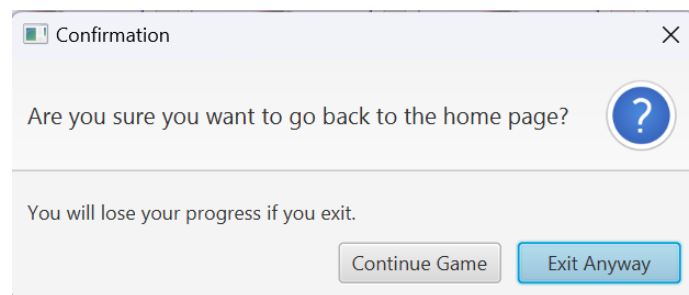 Confirmation
Are you sure you want to go back to the home page?
?
You will lose your progress if you exit.
Continue Game
Exit Anyway